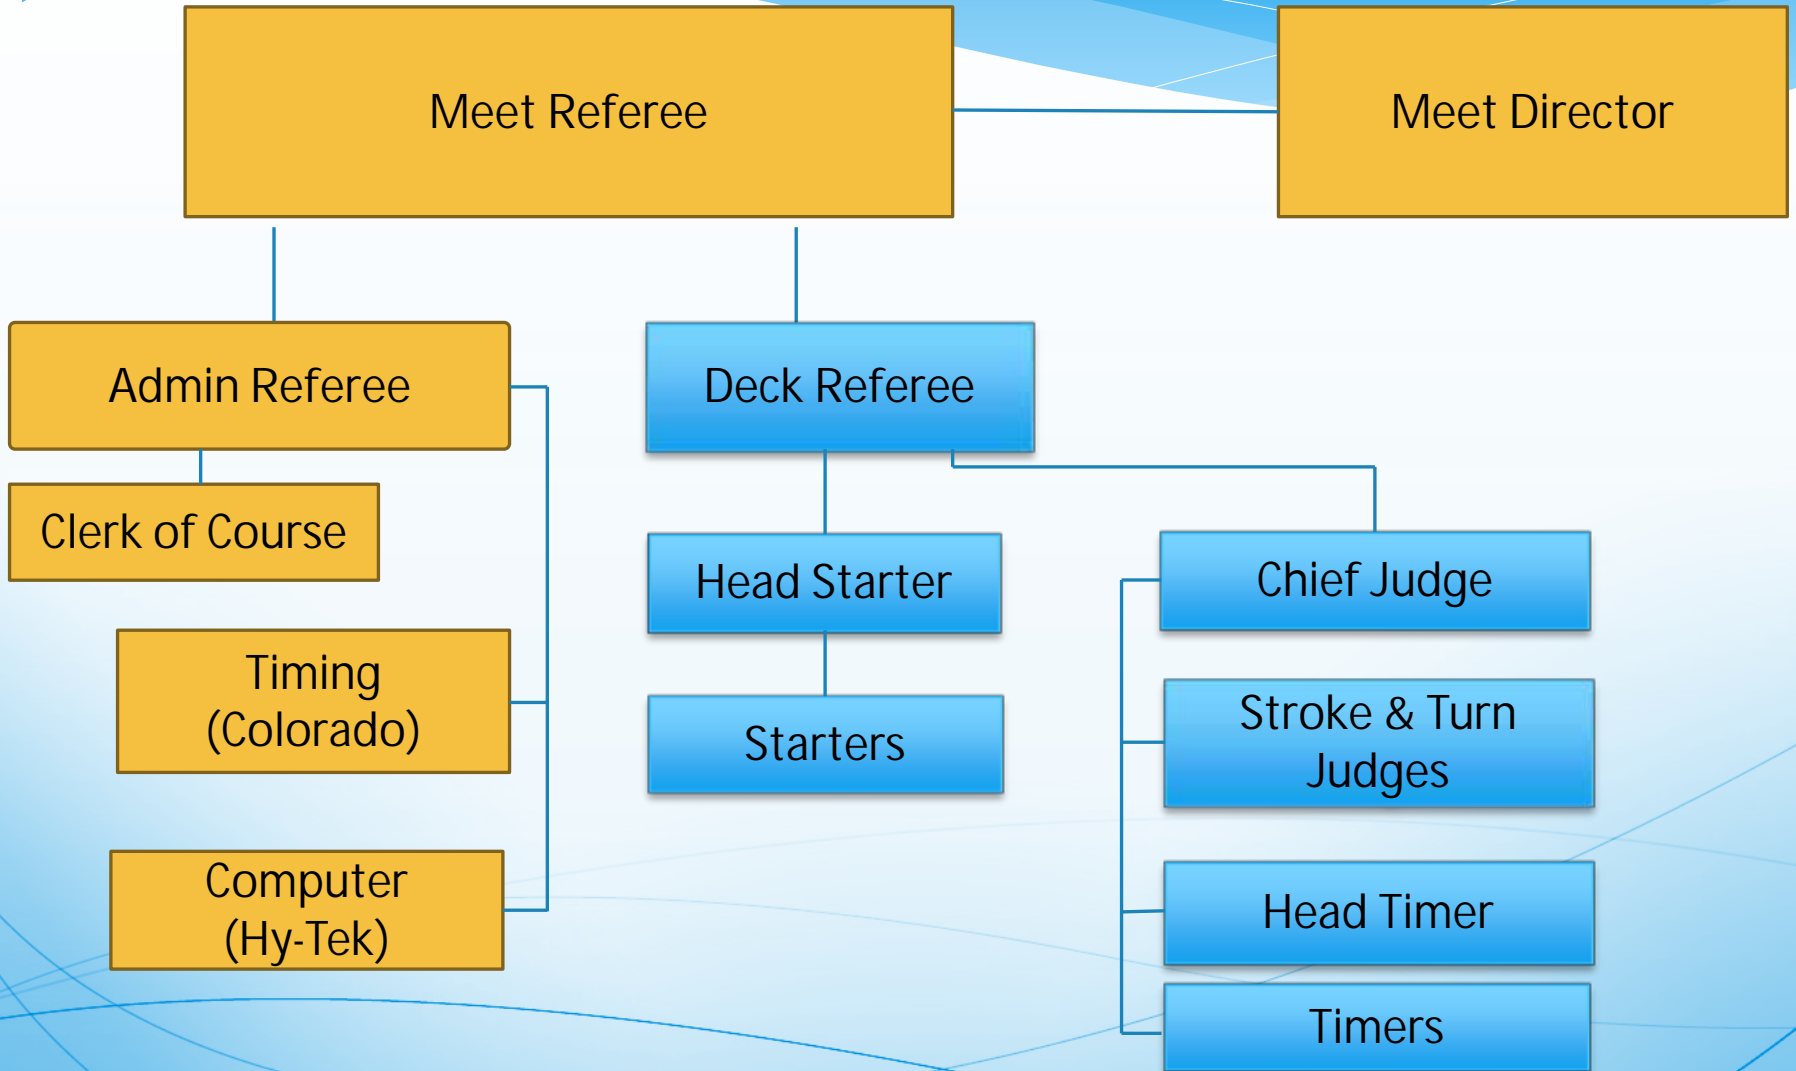 Meet Referee
Meet Director
Admin Referee
Deck Referee
Clerk of Course
Head Starter
Chief Judge
Timing
(Colorado)
Starters
Stroke & Turn
Judges
Computer
(Hy-Tek)
Head Timer
Timers